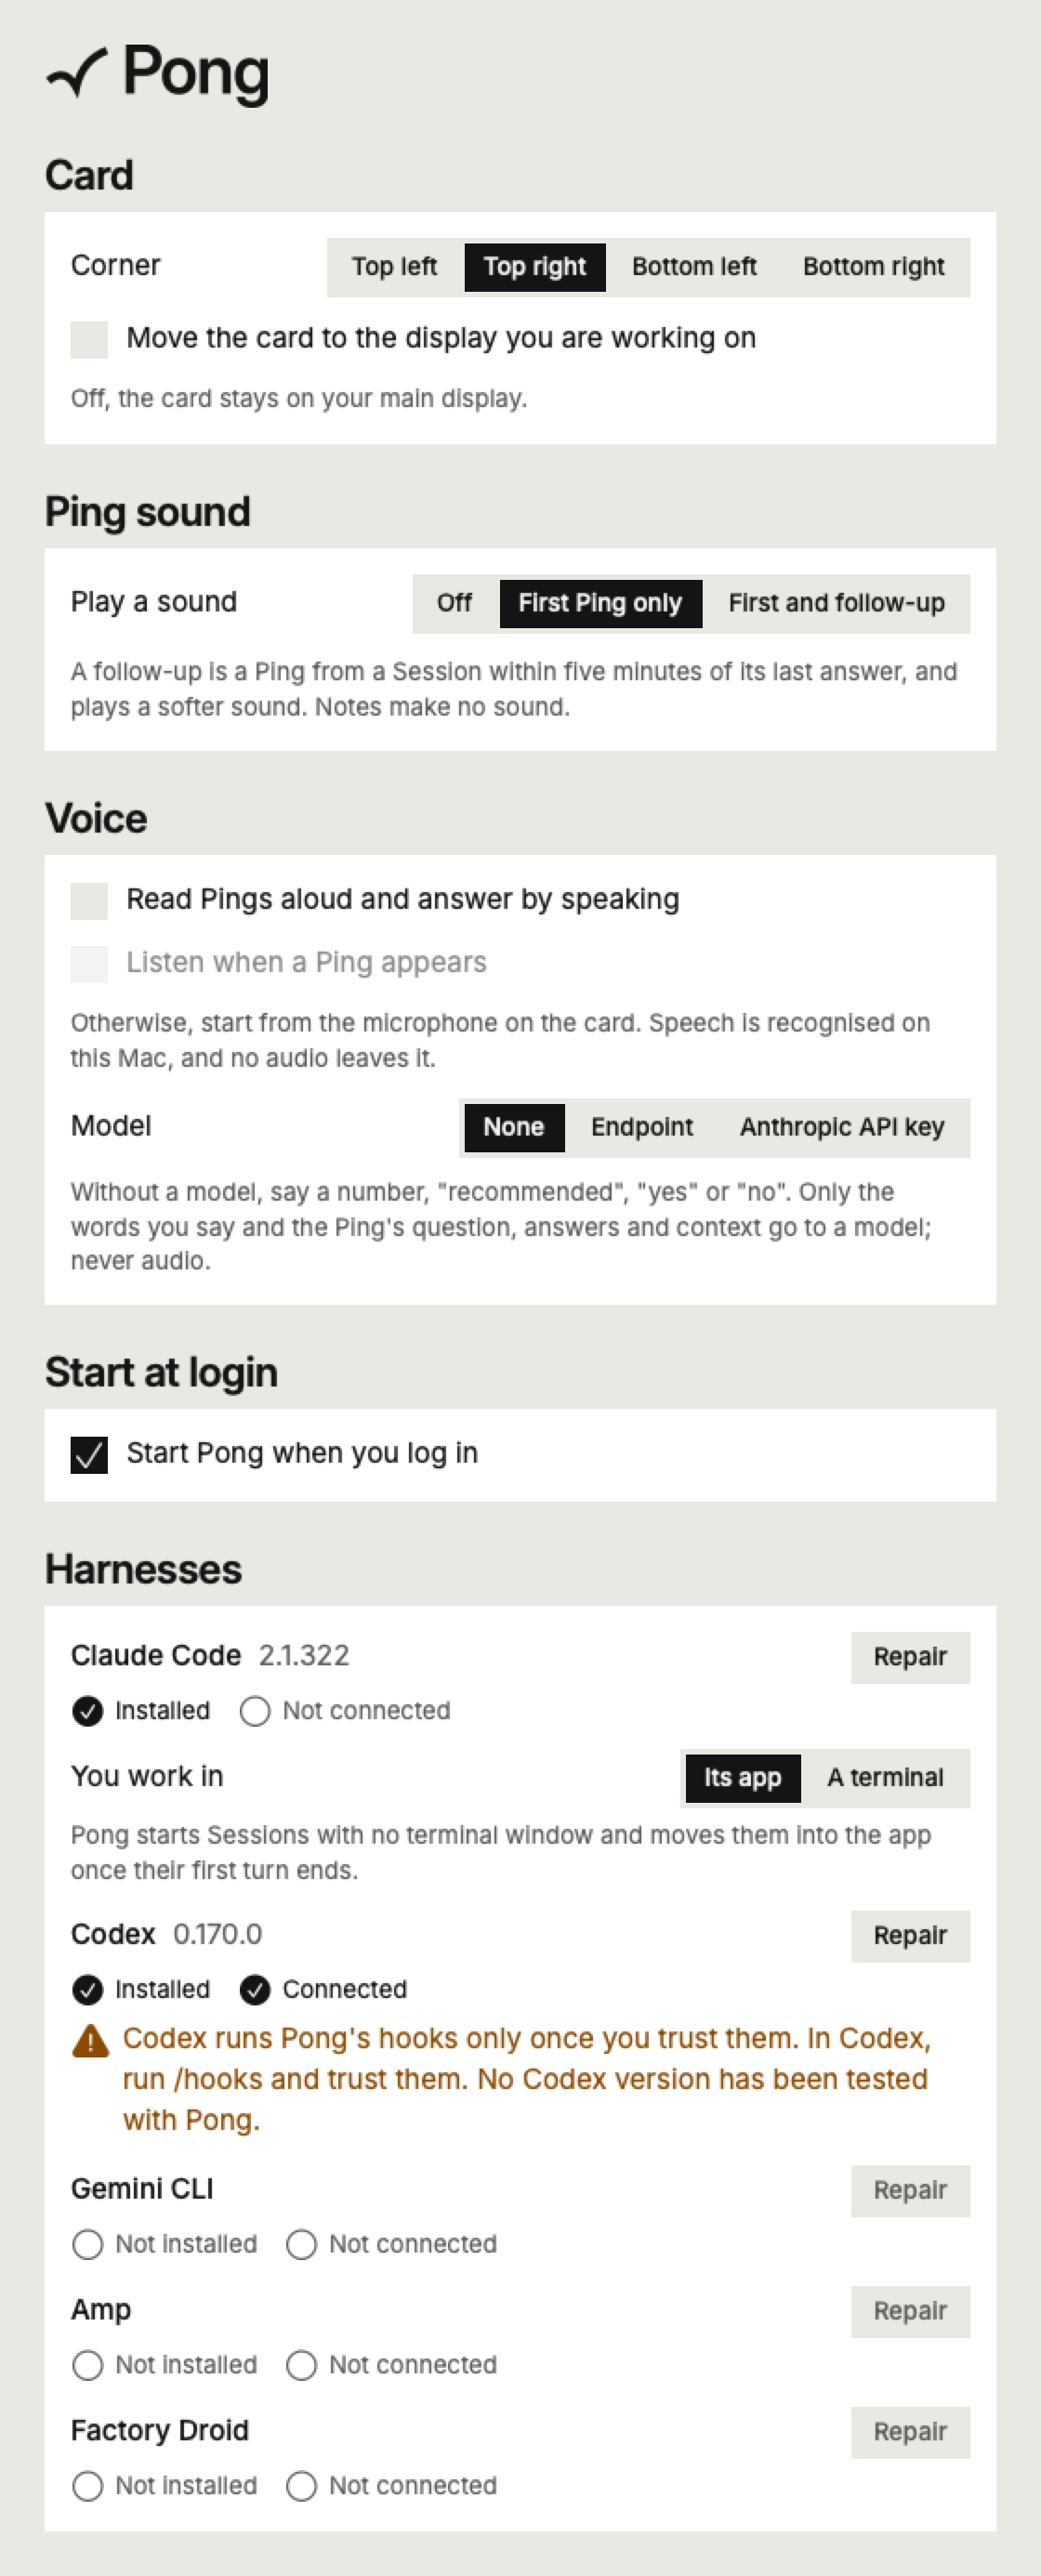 Pong
Card
Corner
Top left
Top right
Bottom left
Bottom right
Move the card to the display you are working on
Off, the card stays on your main display.
Ping sound
Play a sound
Off
First Ping only
First and follow-up
A follow-up is a Ping from a Session within five minutes of its last answer, and
plays a softer sound. Notes make no sound.
Voice
Read Pings aloud and answer by speaking
Listen when a Ping appears
Otherwise, start from the microphone on the card. Speech is recognised on
this Mac, and no audio leaves it.
Model
None
Endpoint
Anthropic API key
Without a model, say a number, "recommended", "yes" or "no". Only the
words you say and the Ping's question, answers and context go to a model;
never audio.
Start at login
Start Pong when you log in
Harnesses
Claude Code 2.1.322
Repair
Installed
Not connected
You work in
Its app
A terminal
Pong starts Sessions with no terminal window and moves them into the app
once their first turn ends.
Codex 0.170.0
Repair
Installed
Connected
Codex runs Pong's hooks only once you trust them. In Codex,
run /hooks and trust them. No Codex version has been tested
with Pong.
Gemini CLI
Repair
Not installed
Not connected
Amp
Repair
Not installed
Not connected
Factory Droid
Repair
Not installed
Not connected